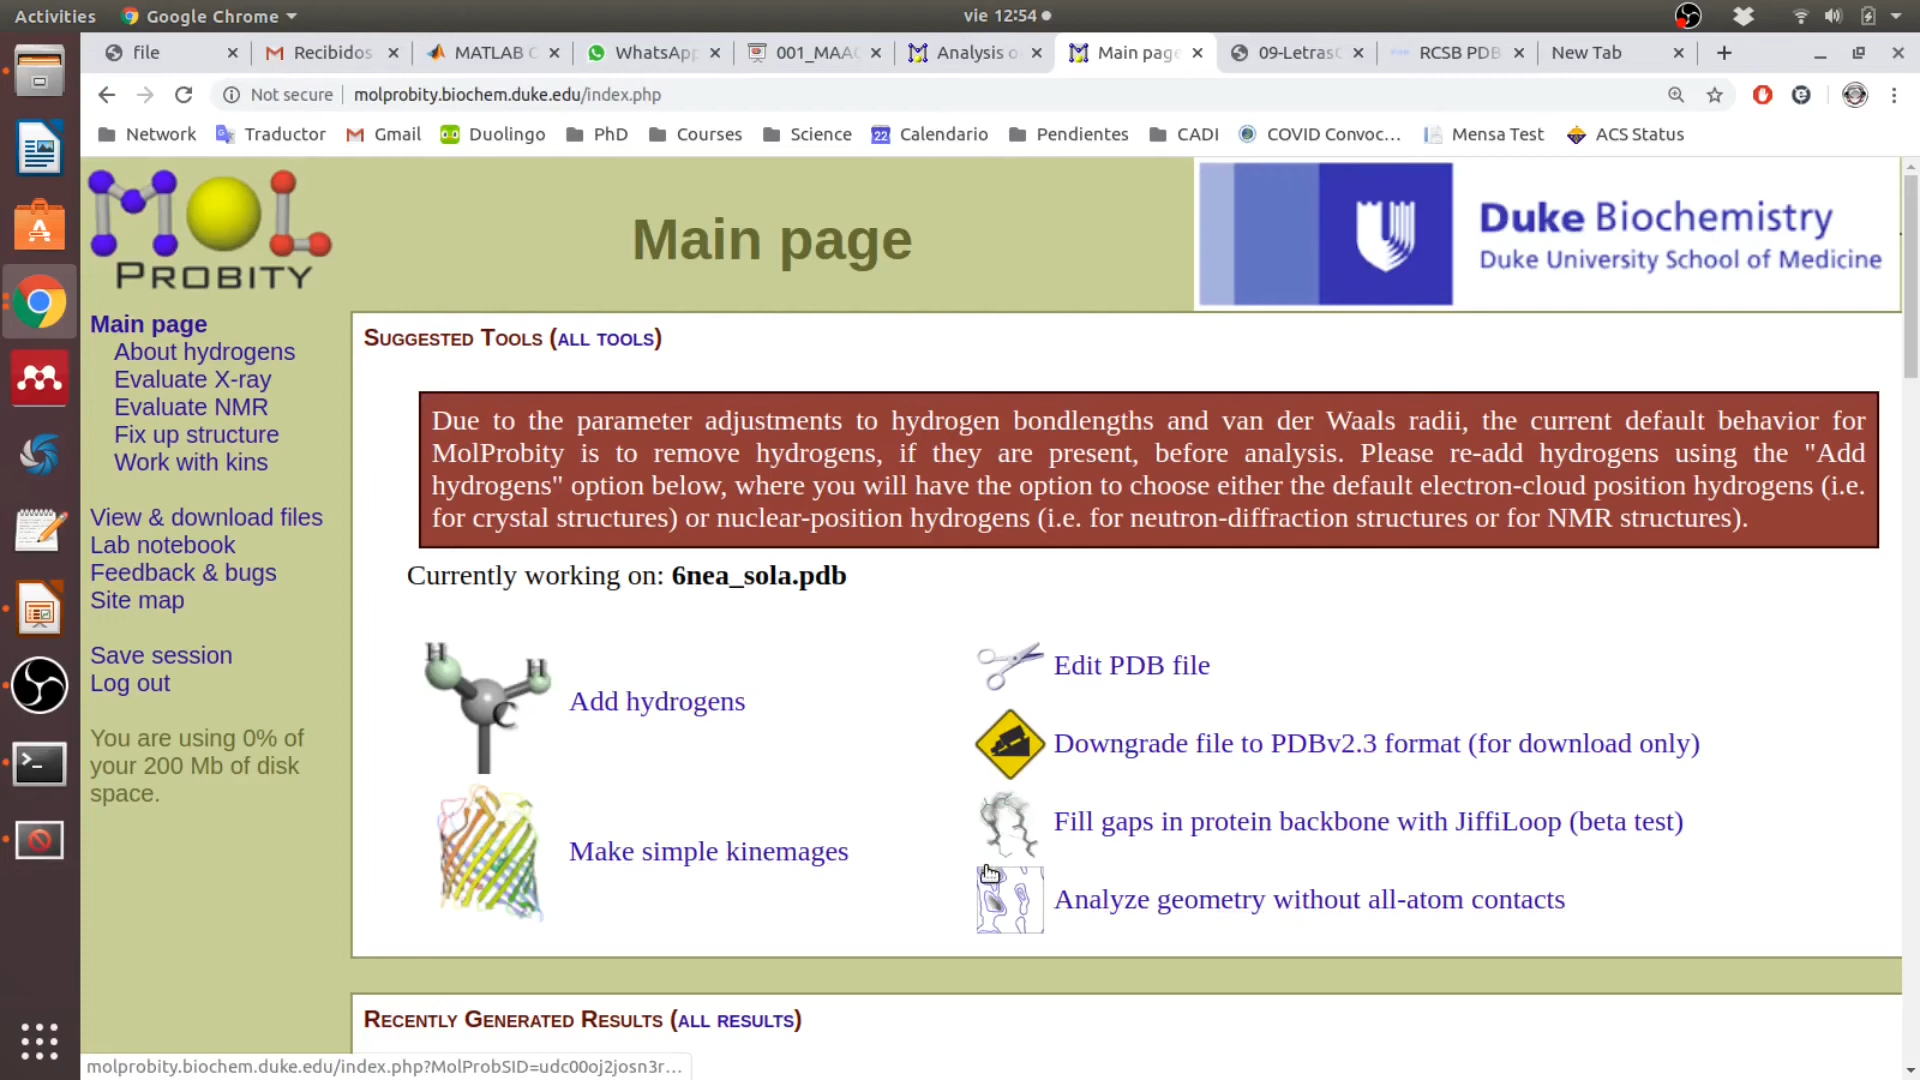 Activities
Google Chrome
vie 12:54
file
Recibidos
MATLAB C
WhatsApp
001_MAAC
Analysis o
Main page
09-LetrasC
RCSB PDB
New Tab
Not secure
molprobity.biochem.duke.edu/index.php
Network
Traductor
Gmail
Duolingo
PhD
Courses
Science
22
Calendario
Pendientes
CADI
COVID Convoc...
Mensa Test
ACS Status
MOL
PROBITY
Main page
Duke Biochemistry
Duke University School of Medicine
Main page
About hydrogens
Evaluate X-ray
Evaluate NMR
Fix up structure
Work with kins
View & download files
Lab notebook
Feedback & bugs
Site map
Save session
Log out
You are using 0% of
your 200 Mb of disk
space.
Suggested Tools (all tools)
Due to the parameter adjustments to hydrogen bondlengths and van der Waals radii, the current default behavior for
MolProbity is to remove hydrogens, if they are present, before analysis. Please re-add hydrogens using the "Add
hydrogens" option below, where you will have the option to choose either the default electron-cloud position hydrogens (i.e.
for crystal structures) or nuclear-position hydrogens (i.e. for neutron-diffraction structures or for NMR structures).
Currently working on: 6nea_sola.pdb
H
H
C
Add hydrogens
Make simple kinemages
Edit PDB file
Downgrade file to PDBv2.3 format (for download only)
Fill gaps in protein backbone with JiffiLoop (beta test)
Analyze geometry without all-atom contacts
Recently Generated Results (all results)
molprobity.biochem.duke.edu/index.php?MolProbSID=udc00oj2josn3r...